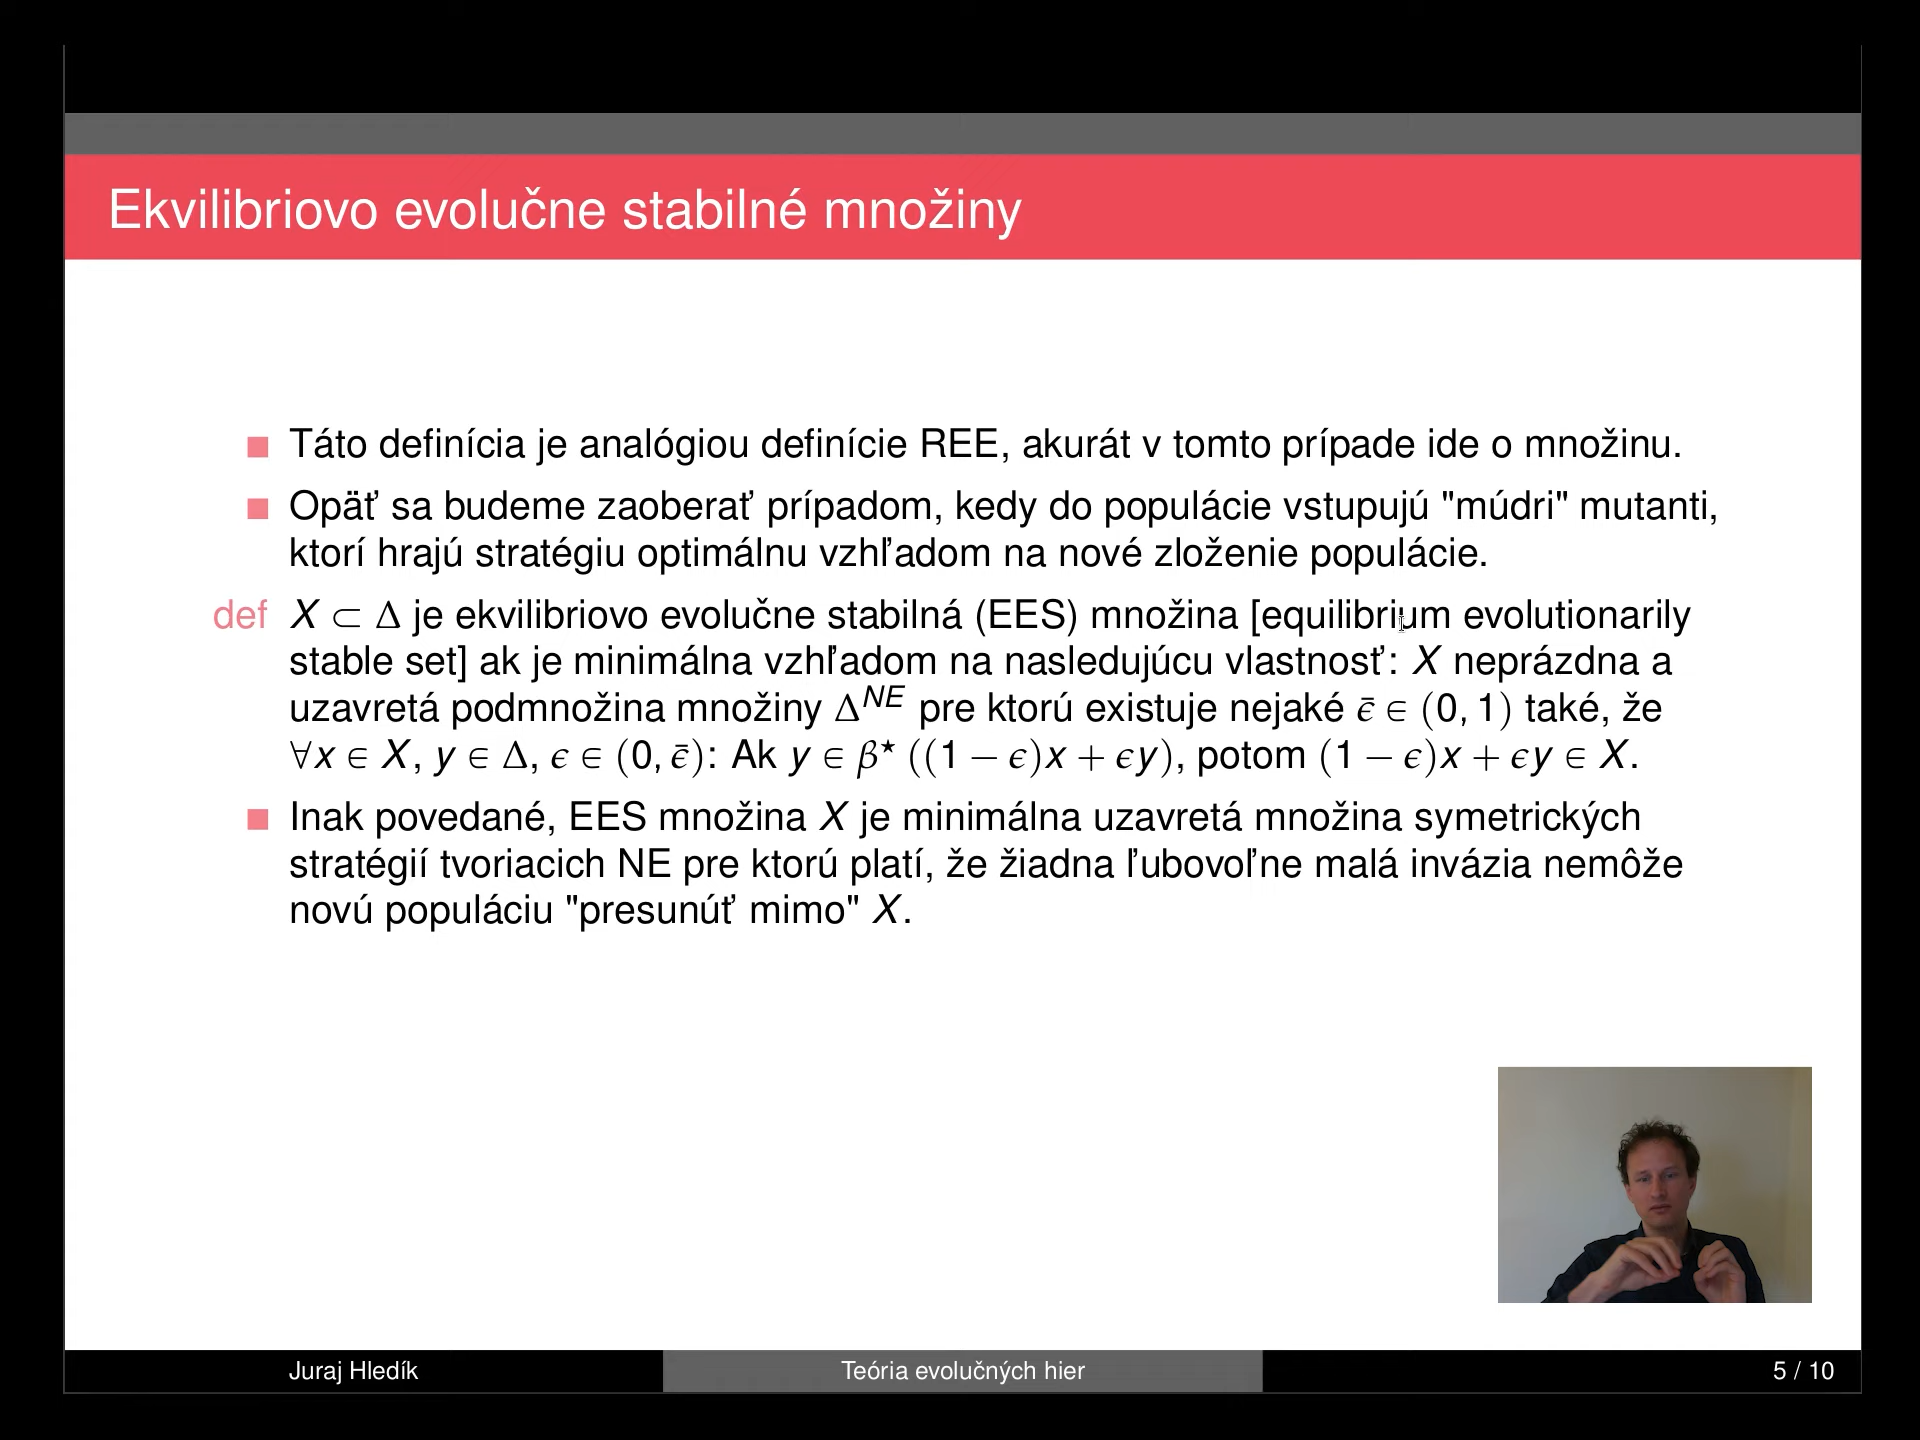 Ekvilibriovo evolučne stabilné množiny
Táto definícia je analógiou definície REE, akurát v tomto prípade ide o množinu.
Opäť sa budeme zaoberať prípadom, kedy do populácie vstupujú "múdri" mutanti,
ktorí hrajú stratégiu optimálnu vzhľadom na nové zloženie populácie.
def X ⊂ Δ je ekvilibriovo evolučne stabilná (EES) množina [equilibrium evolutionarily
stable set] ak je minimálna vzhľadom na nasledujúcu vlastnosť: X neprázdna a
uzavretá podmnožina množiny Δ^NE pre ktorú existuje nejaké ϵ̄ ∈ (0, 1) také, že
∀x ∈ X, y ∈ Δ, ϵ ∈ (0, ϵ̄): Ak y ∈ β⋆ ((1 − ϵ)x + ϵy), potom (1 − ϵ)x + ϵy ∈ X.
Inak povedané, EES množina X je minimálna uzavretá množina symetrických
stratégií tvoriacich NE pre ktorú platí, že žiadna ľubovoľne malá invázia nemôže
novú populáciu "presunúť mimo" X.
Juraj Hledík
Teória evolučných hier
5 / 10